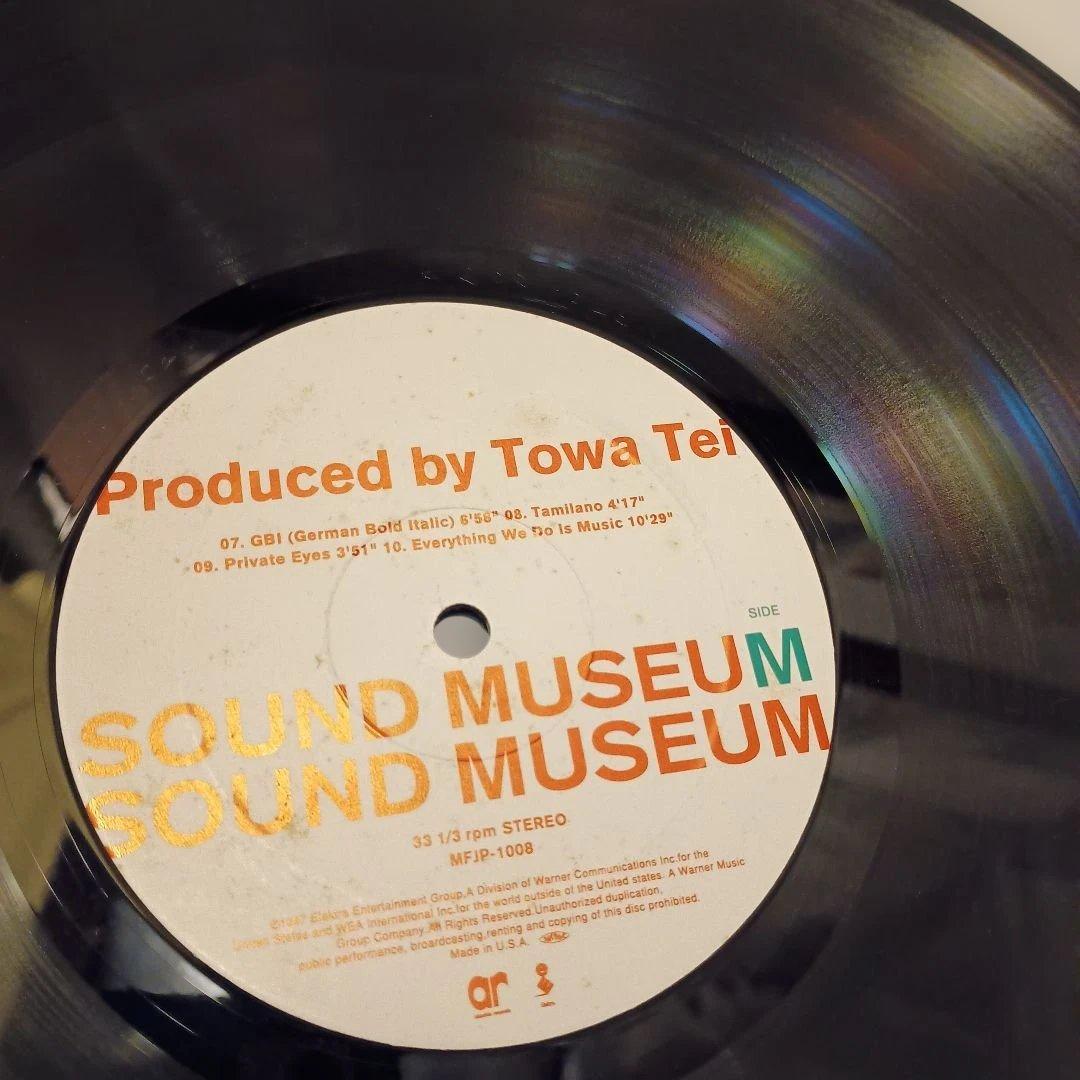 Produced by Towa Tei
07. GBI (German Bold Italic) 6'56" 08. Tamilano 4'17"
09. Private Eyes 3'51" 10. Everything We Do Is Music 10'29"
SIDE
SOUND MUSEUM
SOUND MUSEUM
33 1/3 rpm STEREO
MFJP-1008
Elektra Entertainment Group,A Division of Warner Communications Inc.for the
United States and WEA International Inc.for the world outside of the United states. A Warner Music
Group Company.All Rights Reserved.Unauthorized duplication,
public performance, broadcasting,renting and copying of this disc prohibited.
Made in U.S.A.
ar